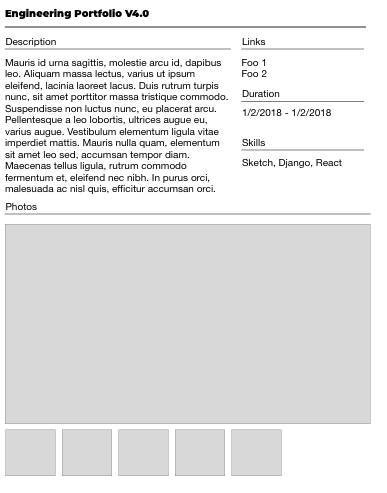 Engineering Portfolio V4.0
Description
Mauris id urna sagittis, molestie arcu id, dapibus
leo. Aliquam massa lectus, varius ut ipsum
eleifend, lacinia laoreet lacus. Duis rutrum turpis
nunc, sit amet porttitor massa tristique commodo.
Suspendisse non luctus nunc, eu placerat arcu.
Pellentesque a leo lobortis, ultrices augue eu,
varius augue. Vestibulum elementum ligula vitae
imperdiet mattis. Mauris nulla quam, elementum
sit amet leo sed, accumsan tempor diam.
Maecenas tellus ligula, rutrum commodo
fermentum et, eleifend nec nibh. In purus orci,
malesuada ac nisl quis, efficitur accumsan orci.
Links
Foo 1
Foo 2
Duration
1/2/2018 - 1/2/2018
Skills
Sketch, Django, React
Photos